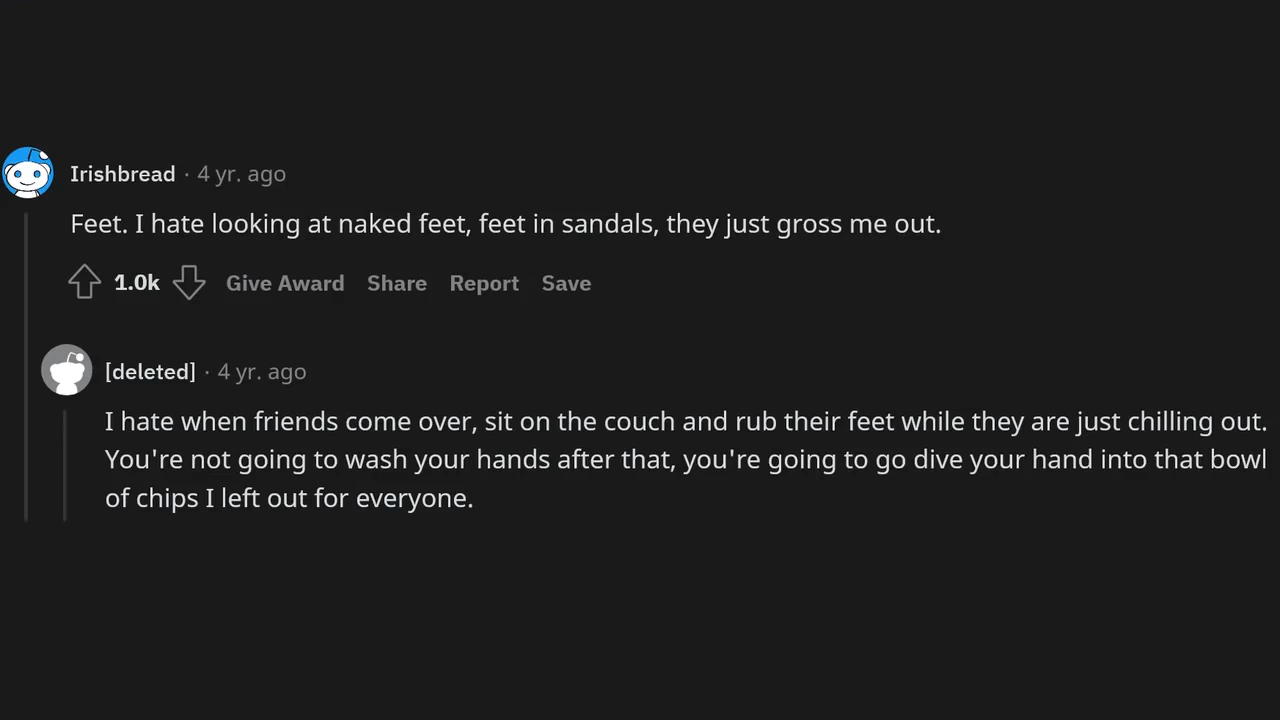 Irishbread · 4 yr. ago
Feet. I hate looking at naked feet, feet in sandals, they just gross me out.
1.0k Give Award Share Report Save
[deleted] · 4 yr. ago
I hate when friends come over, sit on the couch and rub their feet while they are just chilling out.
You're not going to wash your hands after that, you're going to go dive your hand into that bowl
of chips I left out for everyone.